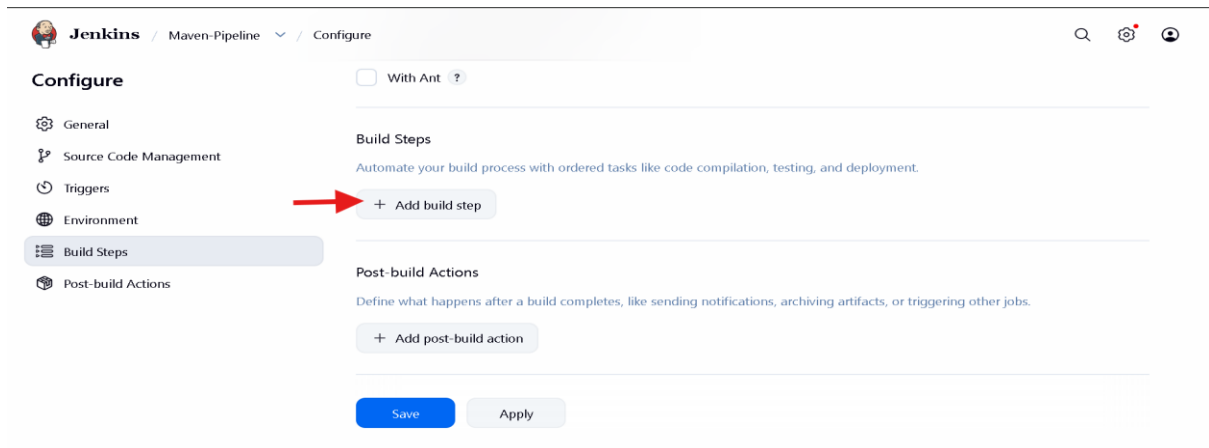 Jenkins / Maven-Pipeline / Configure
Configure
General
Source Code Management
Triggers
Environment
Build Steps
Post-build Actions
With Ant ?
Build Steps
Automate your build process with ordered tasks like code compilation, testing, and deployment.
+ Add build step
Post-build Actions
Define what happens after a build completes, like sending notifications, archiving artifacts, or triggering other jobs.
+ Add post-build action
Save Apply